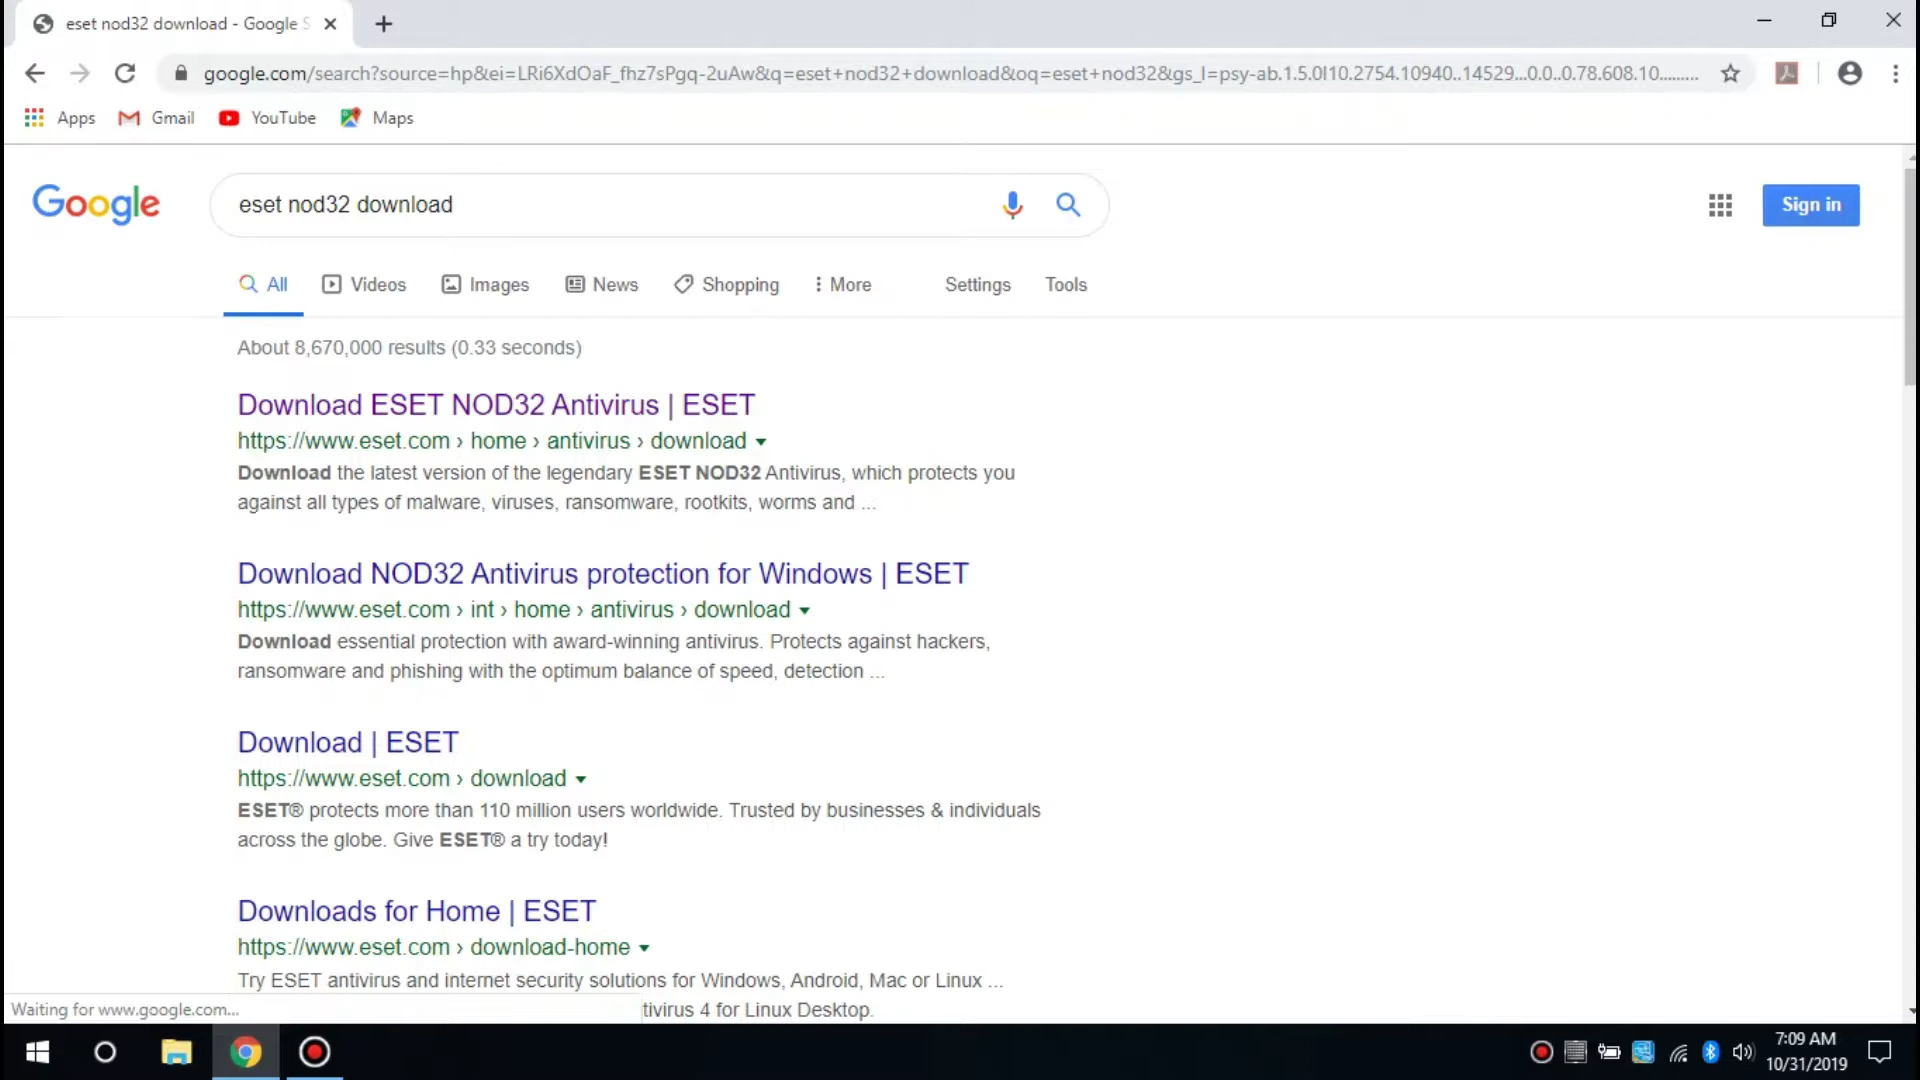 eset nod32 download - Google S
google.com/search?source=hp&ei=LRi6XdOaF_fhz7sPgq-2uAw&q=eset+nod32+download&oq=eset+nod32&gs_l=psy-ab.1.5.0l10.2754.10940..14529...0.0..0.78.608.10.........
Apps Gmail YouTube Maps
Google eset nod32 download Sign in
All Videos Images News Shopping More Settings Tools
About 8,670,000 results (0.33 seconds)
Download ESET NOD32 Antivirus | ESET
https://www.eset.com › home › antivirus › download
Download the latest version of the legendary ESET NOD32 Antivirus, which protects you
against all types of malware, viruses, ransomware, rootkits, worms and ...
Download NOD32 Antivirus protection for Windows | ESET
https://www.eset.com › int › home › antivirus › download
Download essential protection with award-winning antivirus. Protects against hackers,
ransomware and phishing with the optimum balance of speed, detection ...
Download | ESET
https://www.eset.com › download
ESET® protects more than 110 million users worldwide. Trusted by businesses & individuals
across the globe. Give ESET® a try today!
Downloads for Home | ESET
https://www.eset.com › download-home
Try ESET antivirus and internet security solutions for Windows, Android, Mac or Linux ...
Waiting for www.google.com... tivirus 4 for Linux Desktop.
7:09 AM
10/31/2019